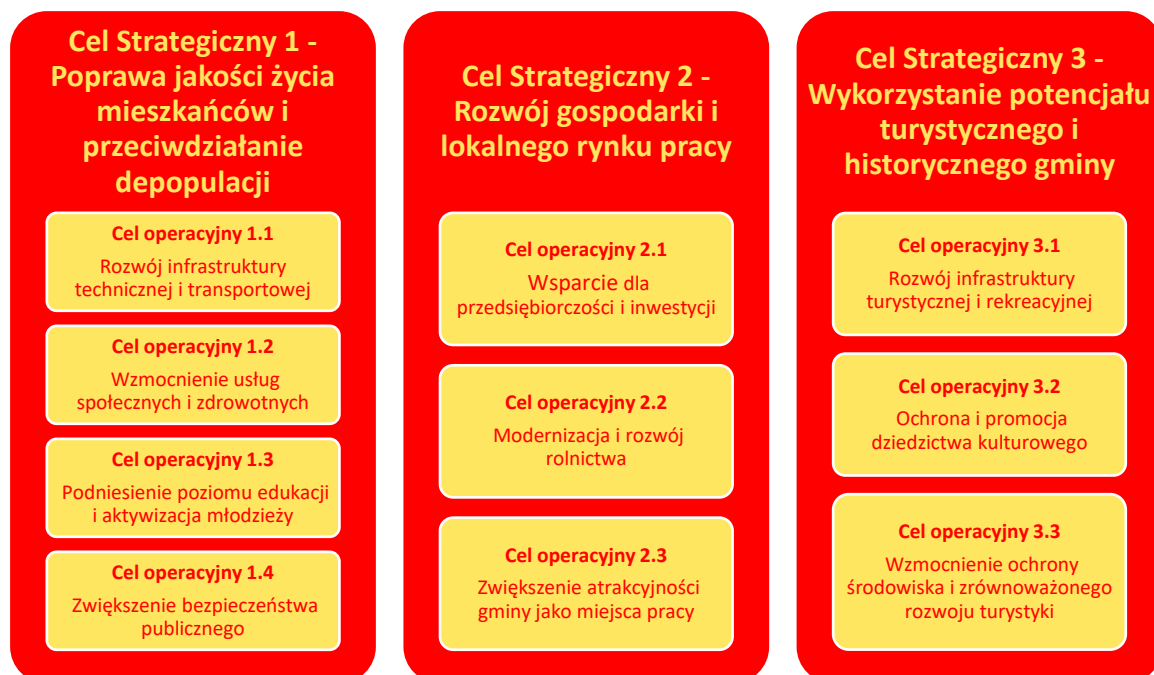 Cel Strategiczny 1 -
Poprawa jakości życia
mieszkańców i
przeciwdziałanie
depopulacji
Cel operacyjny 1.1
Rozwój infrastruktury
technicznej i transportowej
Cel operacyjny 1.2
Wzmocnienie usług
społecznych i zdrowotnych
Cel operacyjny 1.3
Podniesienie poziomu edukacji
i aktywizacja młodzieży
Cel operacyjny 1.4
Zwiększenie bezpieczeństwa
publicznego
Cel Strategiczny 2 -
Rozwój gospodarki i
lokalnego rynku pracy
Cel operacyjny 2.1
Wsparcie dla
przedsiębiorczości i inwestycji
Cel operacyjny 2.2
Modernizacja i rozwój
rolnictwa
Cel operacyjny 2.3
Zwiększenie atrakcyjności
gminy jako miejsca pracy
Cel Strategiczny 3 -
Wykorzystanie potencjału
turystycznego i
historycznego gminy
Cel operacyjny 3.1
Rozwój infrastruktury
turystycznej i rekreacyjnej
Cel operacyjny 3.2
Ochrona i promocja
dziedzictwa kulturowego
Cel operacyjny 3.3
Wzmocnienie ochrony
środowiska i zrównoważonego
rozwoju turystyki